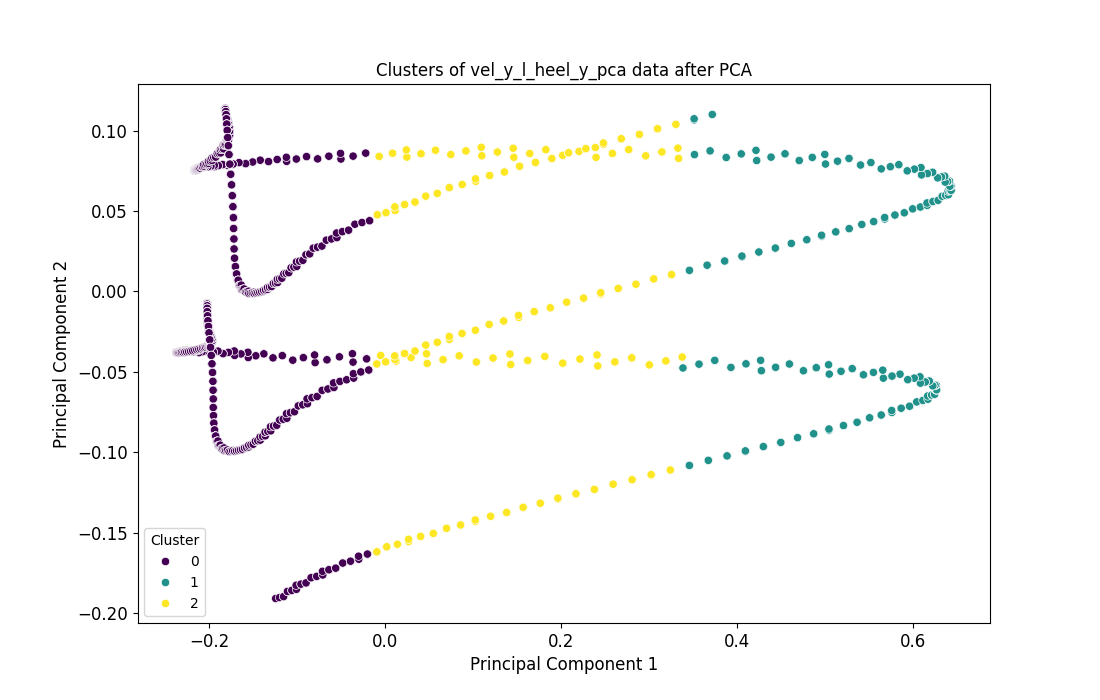 Clusters of vel_y_l_heel_y_pca data after PCA
Principal Component 2
0.10
0.05
0.00
−0.05
−0.10
−0.15
−0.20
Cluster
0
1
2
−0.2 0.0 0.2 0.4 0.6
Principal Component 1